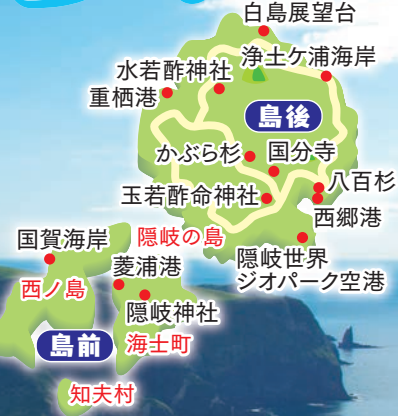 白島展望台
浄土ケ浦海岸
水若酢神社
重栖港
島後
かぶら杉
国分寺
八百杉
玉若酢命神社
西郷港
隠岐の島
隠岐世界
ジオパーク空港
国賀海岸
菱浦港
西ノ島
隠岐神社
島前
海士町
知夫村